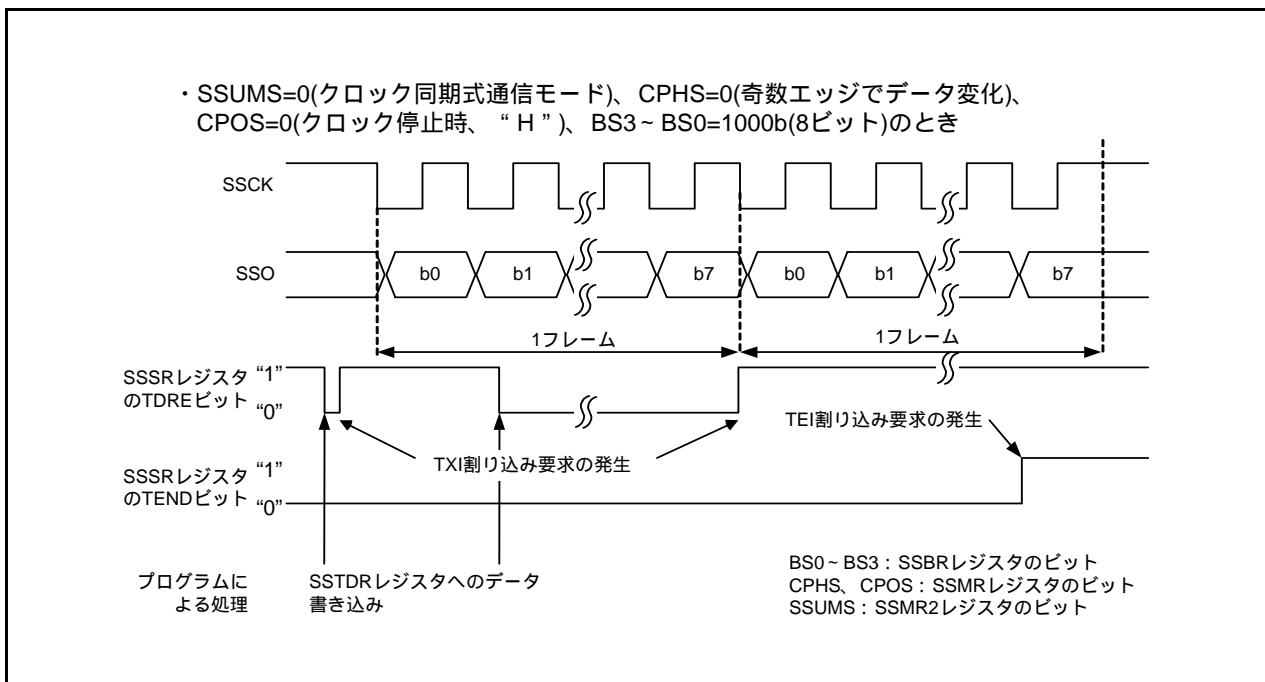 ・SSUMS=0(クロック同期式通信モード)、CPHS=0(奇数エッジでデータ変化)、
CPOS=0(クロック停止時、“H”)、BS3~BS0=1000b(8ビット)のとき
SSCK
SSO
b0
b1
b7
b0
b1
b7
1フレーム
1フレーム
SSSRレジスタ “1”
のTDREビット “0”
TXI割り込み要求の発生
TEI割り込み要求の発生
SSSRレジスタ “1”
のTENDビット “0”
プログラムに
よる処理
SSTDRレジスタへのデータ
書き込み
BS0~BS3:SSBRレジスタのビット
CPHS、CPOS:SSMRレジスタのビット
SSUMS:SSMR2レジスタのビット